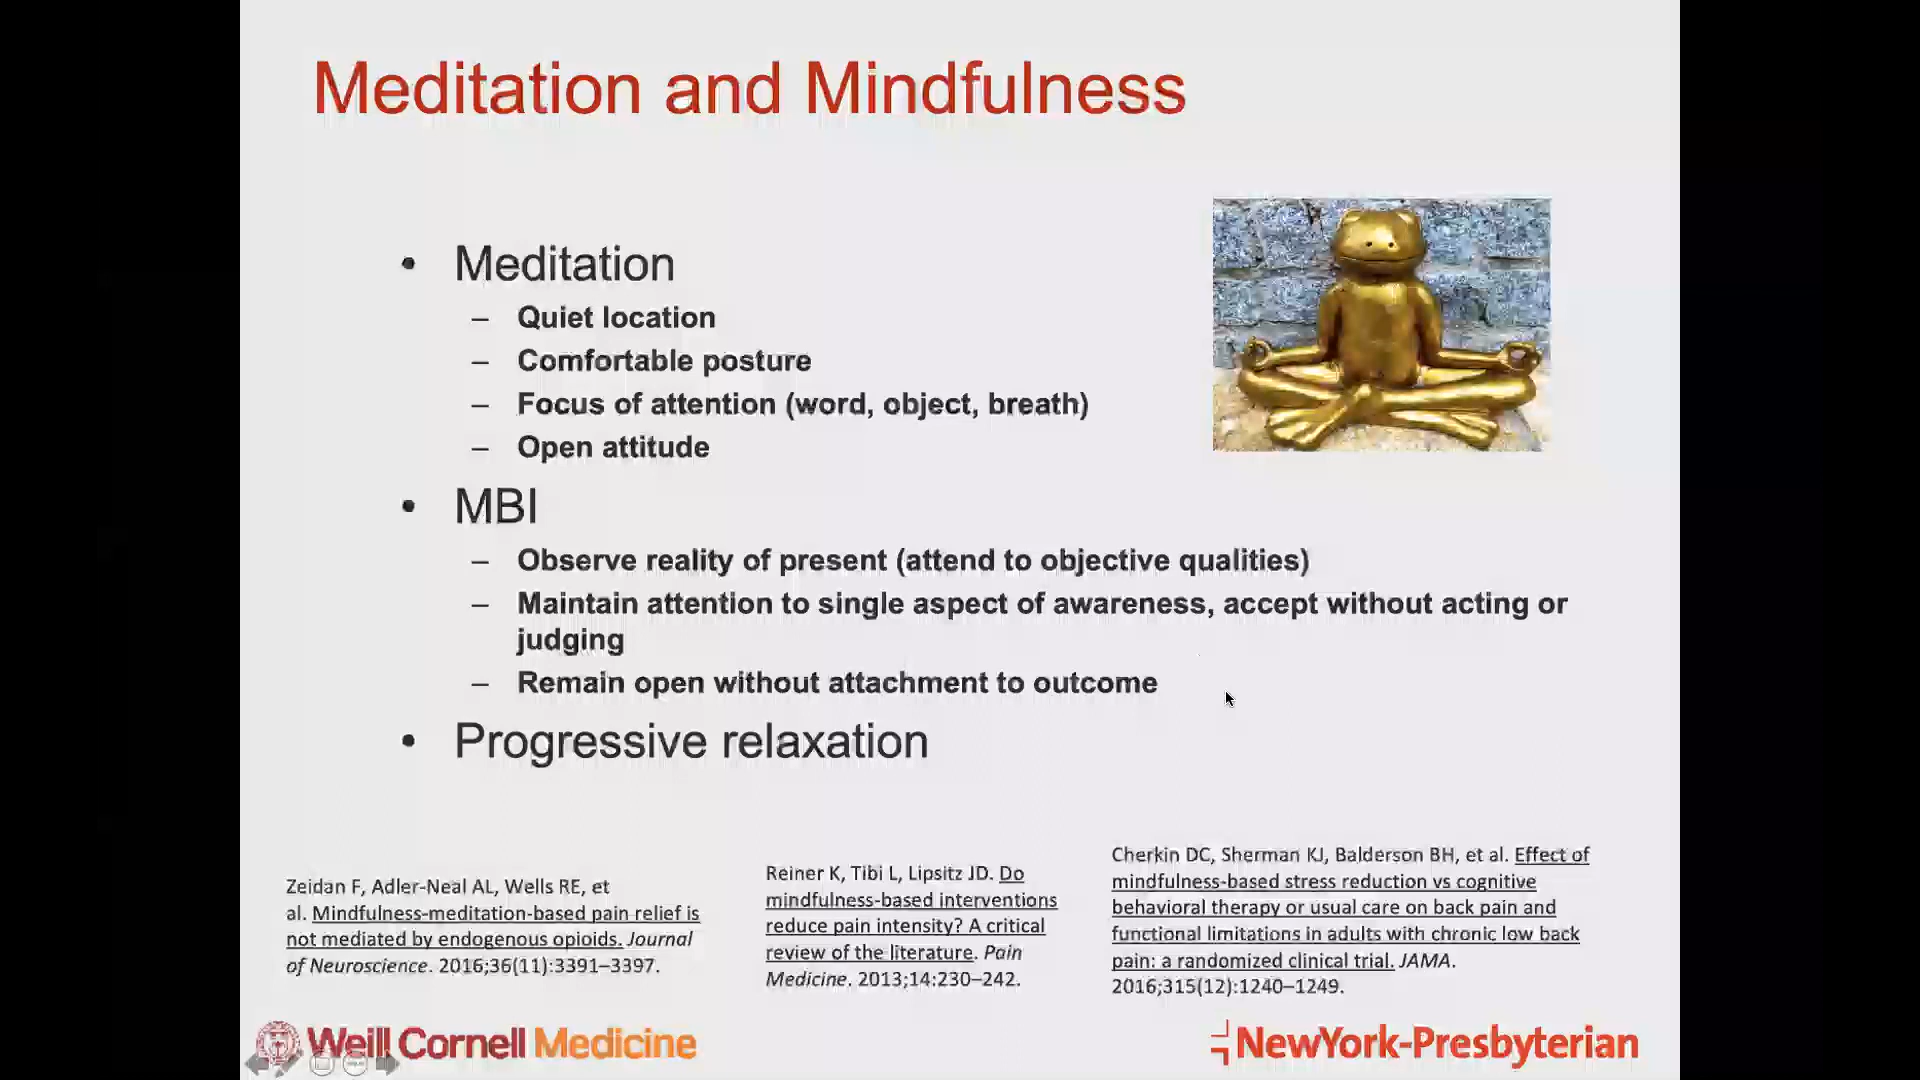 Meditation and Mindfulness
• Meditation
– Quiet location
– Comfortable posture
– Focus of attention (word, object, breath)
– Open attitude
• MBI
– Observe reality of present (attend to objective qualities)
– Maintain attention to single aspect of awareness, accept without acting or
judging
– Remain open without attachment to outcome
• Progressive relaxation
Zeidan F, Adler-Neal AL, Wells RE, et
al. Mindfulness-meditation-based pain relief is
not mediated by endogenous opioids. Journal
of Neuroscience. 2016;36(11):3391–3397.
Reiner K, Tibi L, Lipsitz JD. Do
mindfulness-based interventions
reduce pain intensity? A critical
review of the literature. Pain
Medicine. 2013;14:230–242.
Cherkin DC, Sherman KJ, Balderson BH, et al. Effect of
mindfulness-based stress reduction vs cognitive
behavioral therapy or usual care on back pain and
functional limitations in adults with chronic low back
pain: a randomized clinical trial. JAMA.
2016;315(12):1240–1249.
Weill Cornell Medicine
NewYork-Presbyterian